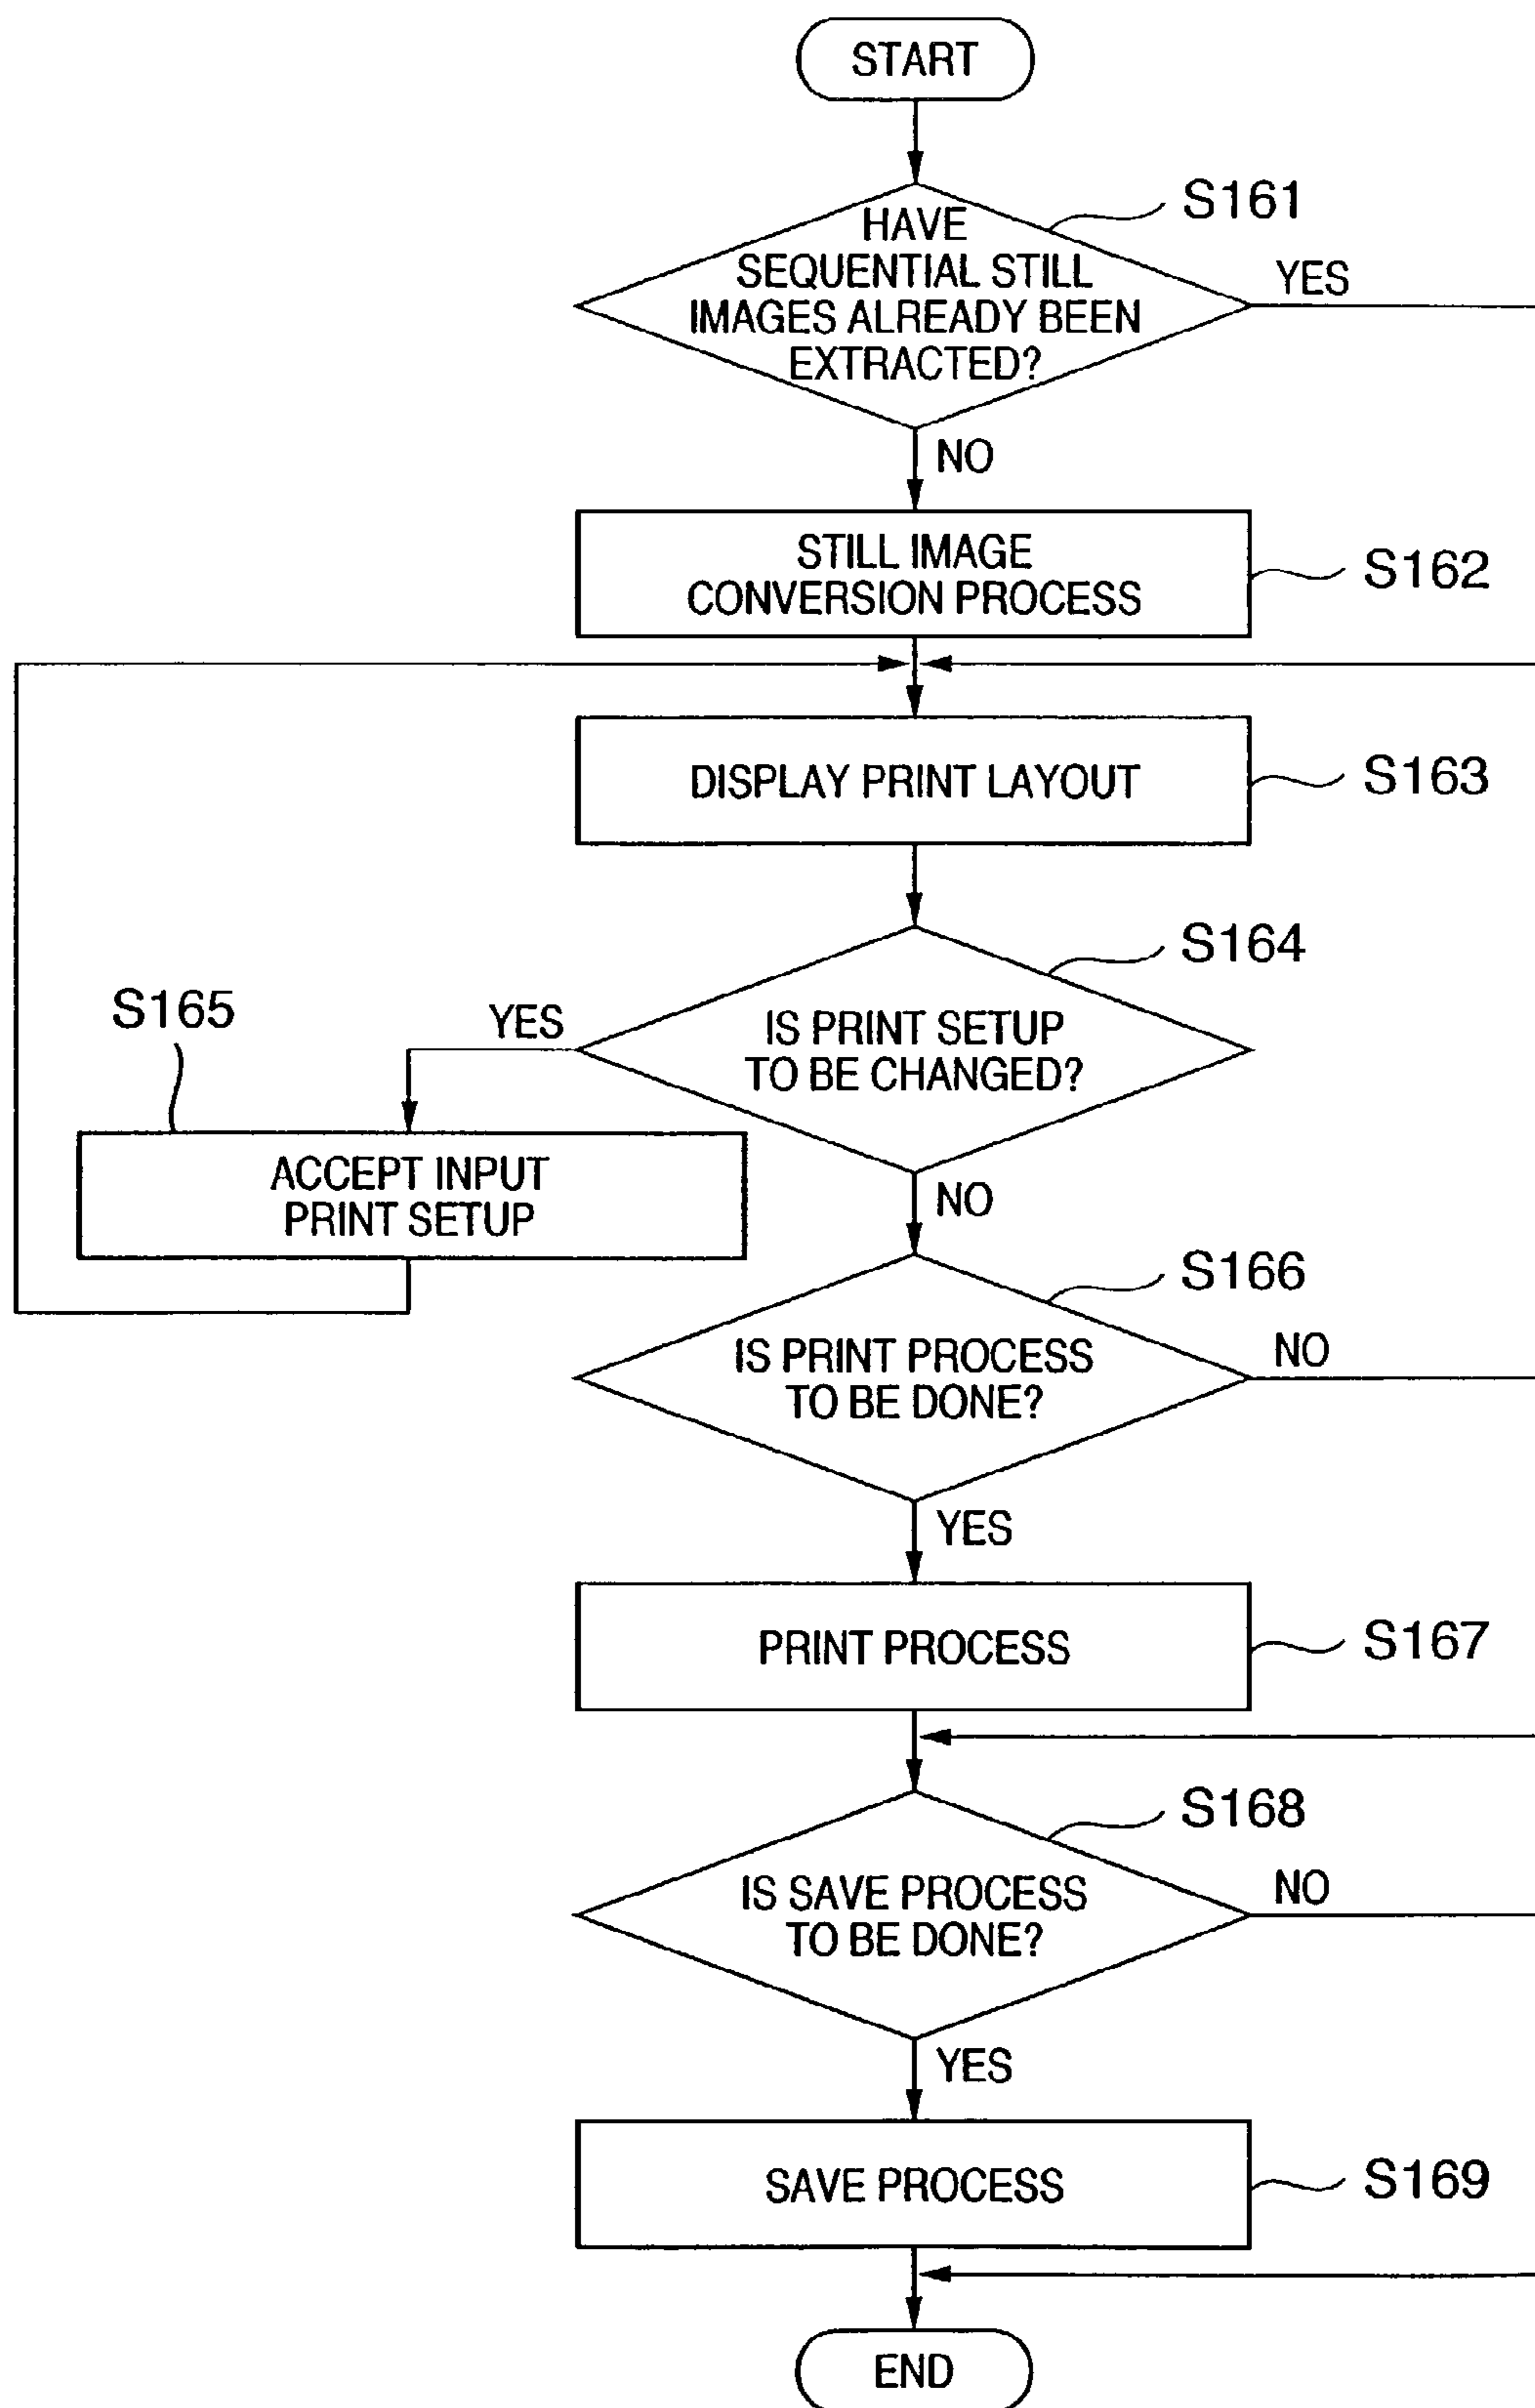 START
S161
HAVE
SEQUENTIAL STILL
IMAGES ALREADY BEEN
EXTRACTED?
YES
NO
STILL IMAGE
CONVERSION PROCESS
S162
DISPLAY PRINT LAYOUT
S163
S164
IS PRINT SETUP
TO BE CHANGED?
YES
S165
ACCEPT INPUT
PRINT SETUP
NO
S166
IS PRINT PROCESS
TO BE DONE?
NO
YES
PRINT PROCESS
S167
S168
IS SAVE PROCESS
TO BE DONE?
NO
YES
SAVE PROCESS
S169
END